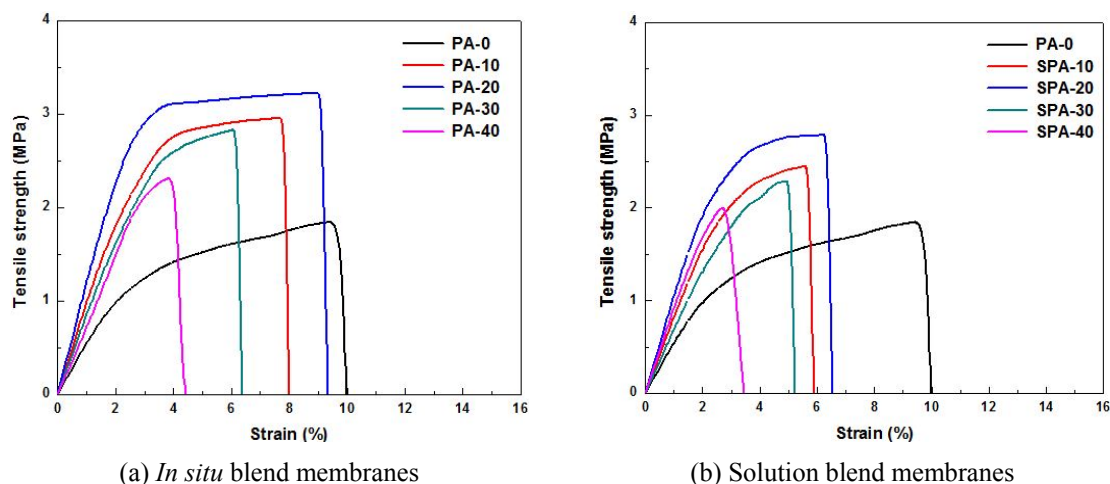 4
3
2
1
0
Tensile strength (MPa)
PA-0
PA-10
PA-20
PA-30
PA-40
0 2 4 6 8 10 12 14 16
Strain (%)
(a) In situ blend membranes
4
3
2
1
0
Tensile strength (MPa)
PA-0
SPA-10
SPA-20
SPA-30
SPA-40
0 2 4 6 8 10 12 14 16
Strain (%)
(b) Solution blend membranes